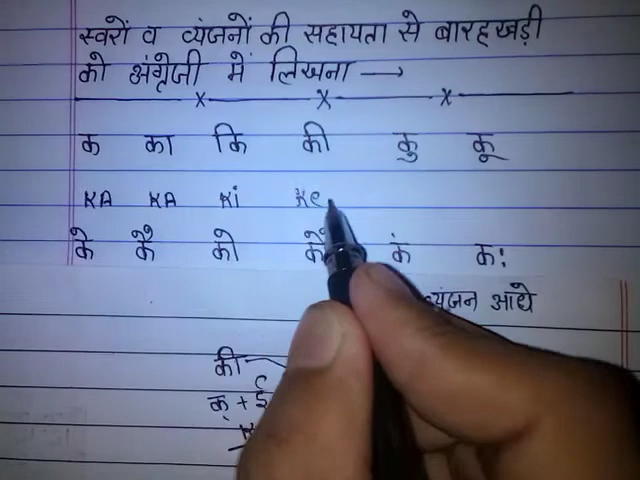 स्वरों व व्यंजनों की सहायता से बारहखड़ी
को अंग्रेजी में लिखना →
क का कि की कु कू
KA KA Ki Ke
के कै को कौ कं कः
व्यंजन आधे
की
क् + ई